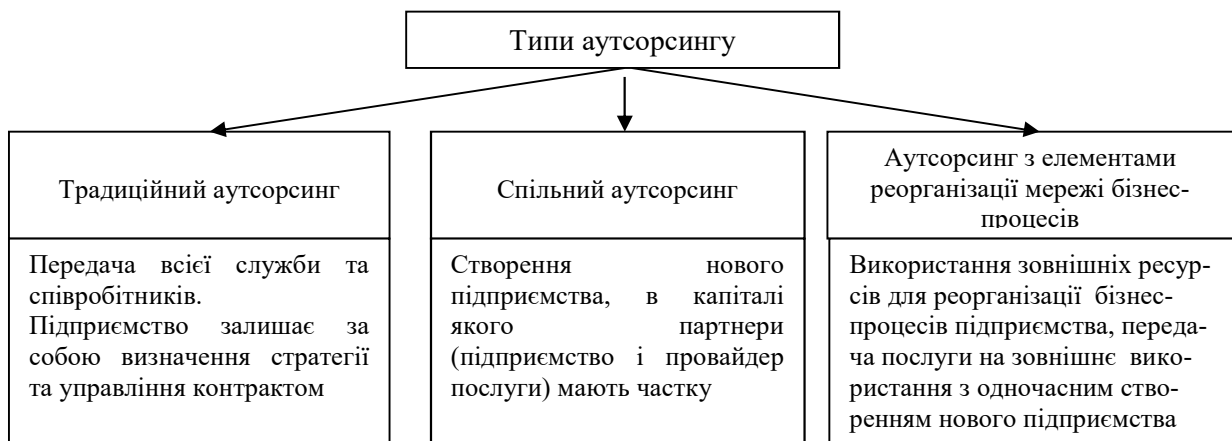 Типи аутсорсингу
Традиційний аутсорсинг
Передача всієї служби та
співробітників.
Підприємство залишає за
собою визначення стратегії
та управління контрактом
Спільний аутсорсинг
Створення нового
підприємства, в капіталі
якого партнери
(підприємство і провайдер
послуги) мають частку
Аутсорсинг з елементами
реорганізації мережі бізнес-
процесів
Використання зовнішніх ресур-
сів для реорганізації бізнес-
процесів підприємства, переда-
ча послуги на зовнішнє вико-
ристання з одночасним ство-
ренням нового підприємства